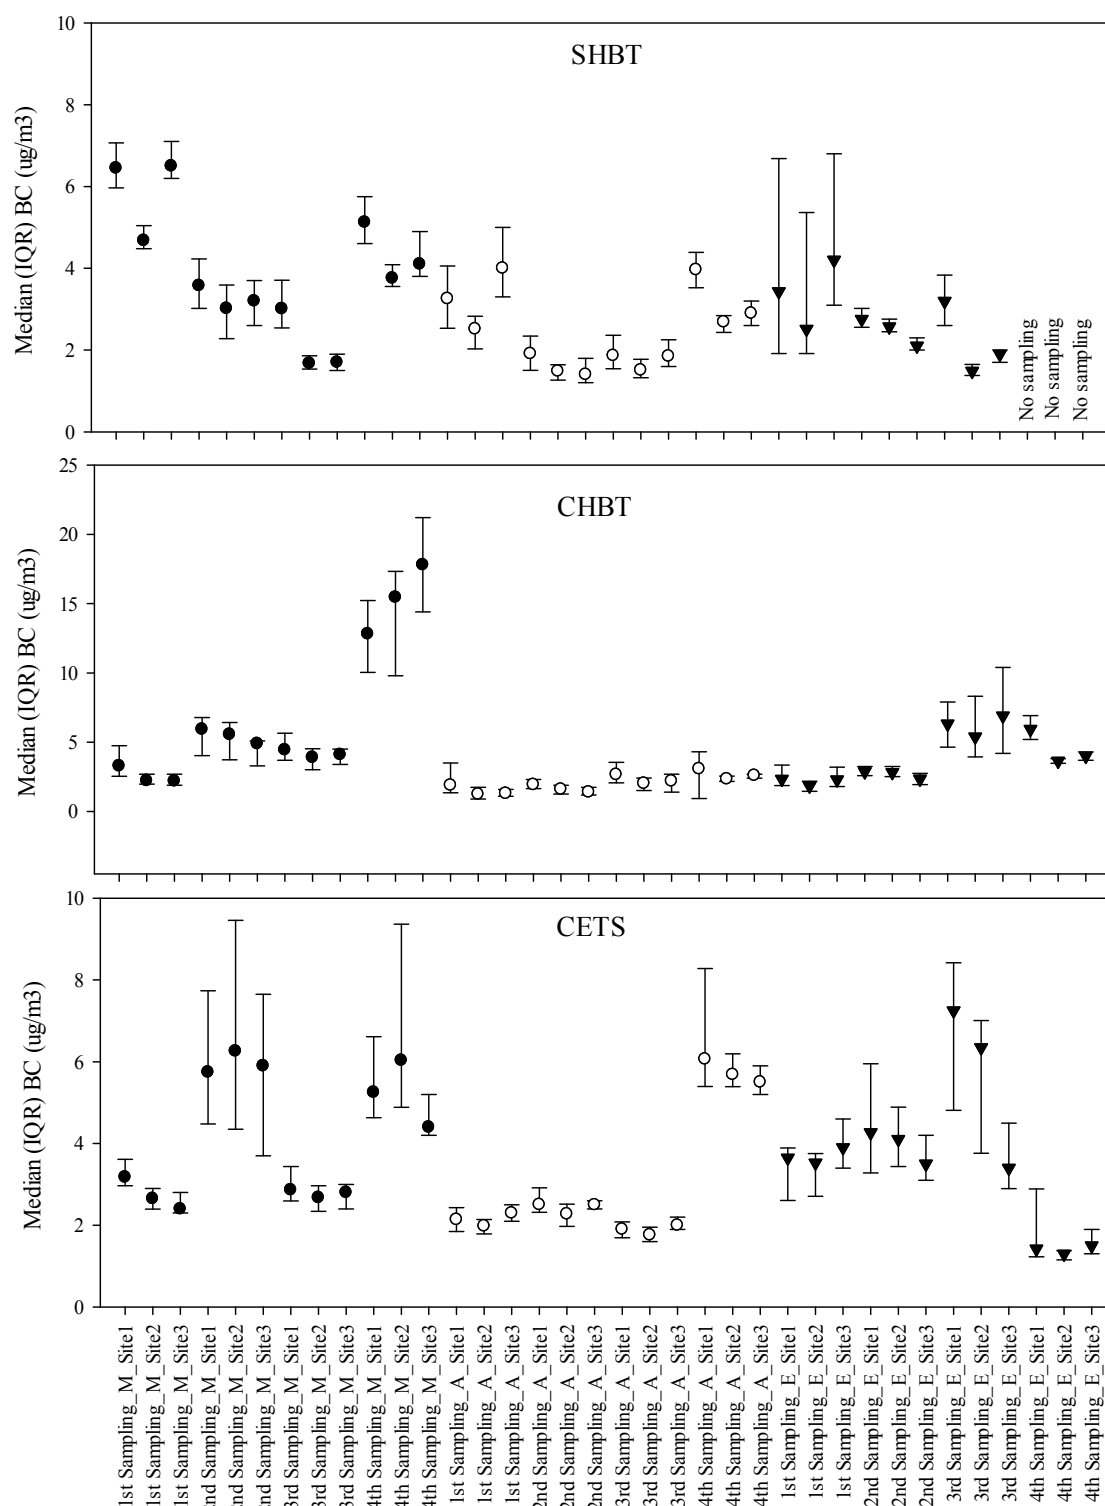 SHBT
Median (IQR) BC (ug/m3)
10
8
6
4
2
0
No sampling
No sampling
No sampling
CHBT
Median (IQR) BC (ug/m3)
25
20
15
10
5
0
CETS
Median (IQR) BC (ug/m3)
10
8
6
4
2
0
1st Sampling_M_Site1
1st Sampling_M_Site2
1st Sampling_M_Site3
2nd Sampling_M_Site1
2nd Sampling_M_Site2
2nd Sampling_M_Site3
3rd Sampling_M_Site1
3rd Sampling_M_Site2
3rd Sampling_M_Site3
4th Sampling_M_Site1
4th Sampling_M_Site2
4th Sampling_M_Site3
1st Sampling_A_Site1
1st Sampling_A_Site2
1st Sampling_A_Site3
2nd Sampling_A_Site1
2nd Sampling_A_Site2
2nd Sampling_A_Site3
3rd Sampling_A_Site1
3rd Sampling_A_Site2
3rd Sampling_A_Site3
4th Sampling_A_Site1
4th Sampling_A_Site2
4th Sampling_A_Site3
1st Sampling_E_Site1
1st Sampling_E_Site2
1st Sampling_E_Site3
2nd Sampling_E_Site1
2nd Sampling_E_Site2
2nd Sampling_E_Site3
3rd Sampling_E_Site1
3rd Sampling_E_Site2
3rd Sampling_E_Site3
4th Sampling_E_Site1
4th Sampling_E_Site2
4th Sampling_E_Site3